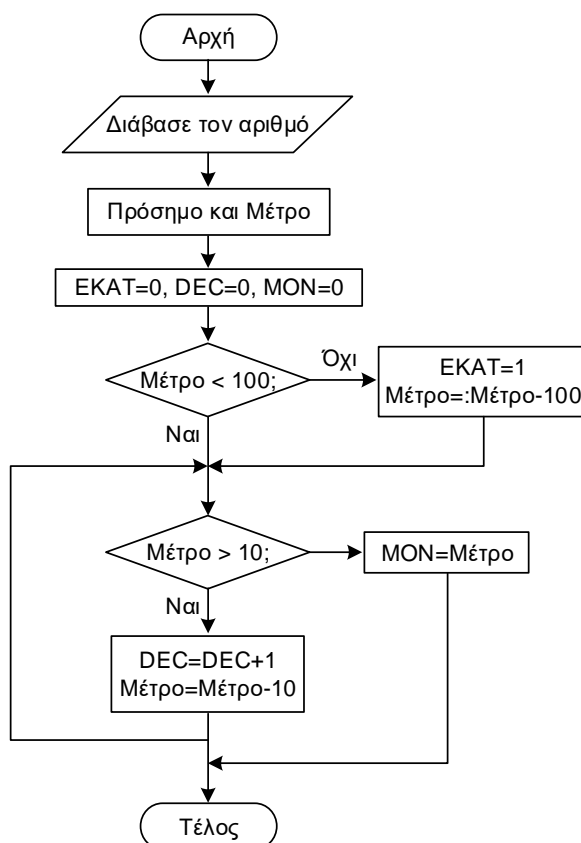 Αρχή
Διάβασε τον αριθμό
Πρόσημο και Μέτρο
ΕΚΑΤ=0, DEC=0, MON=0
Μέτρο < 100;
Όχι
ΕΚΑΤ=1
Μέτρο=:Μέτρο-100
Ναι
Μέτρο > 10;
MON=Μέτρο
Ναι
DEC=DEC+1
Μέτρο=Μέτρο-10
Τέλος